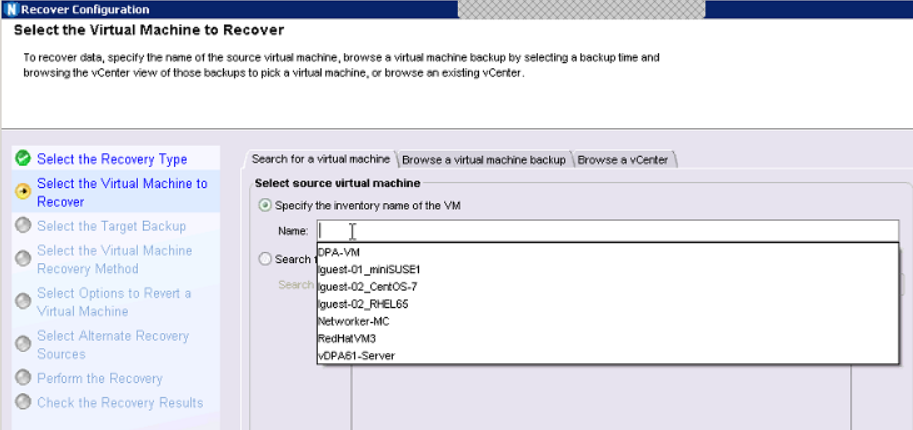 Recover Configuration
Select the Virtual Machine to Recover
To recover data, specify the name of the source virtual machine, browse a virtual machine backup by selecting a backup time and
browsing the vCenter view of those backups to pick a virtual machine, or browse an existing vCenter.
Select the Recovery Type
Select the Virtual Machine to
Recover
Select the Target Backup
Select the Virtual Machine
Recovery Method
Select Options to Revert a
Virtual Machine
Select Alternate Recovery
Sources
Perform the Recovery
Check the Recovery Results
Search for a virtual machine
Browse a virtual machine backup
Browse a vCenter
Select source virtual machine
Specify the inventory name of the VM
Name:
Search
Search
DPA-VM
lguest-01_miniSUSE1
lguest-02_CentOS-7
lguest-02_RHEL65
Networker-MC
RedHatVM3
vDPA61-Server